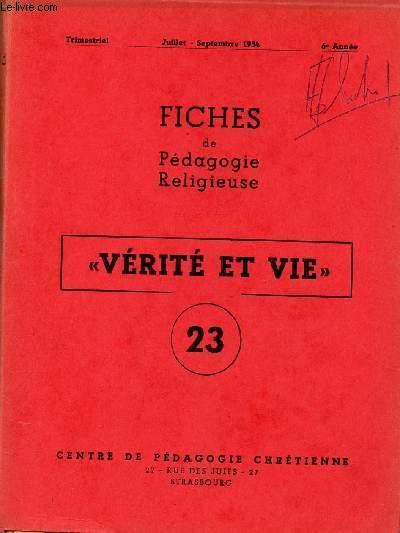 Le-livre.com
Trimestriel Juillet - Septembre 1954 6e Année
FICHES
de
Pédagogie
Religieuse
«VÉRITÉ ET VIE»
23
CENTRE DE PÉDAGOGIE CHRÉTIENNE
27 - RUE DES JUIFS - 27
STRASBOURG